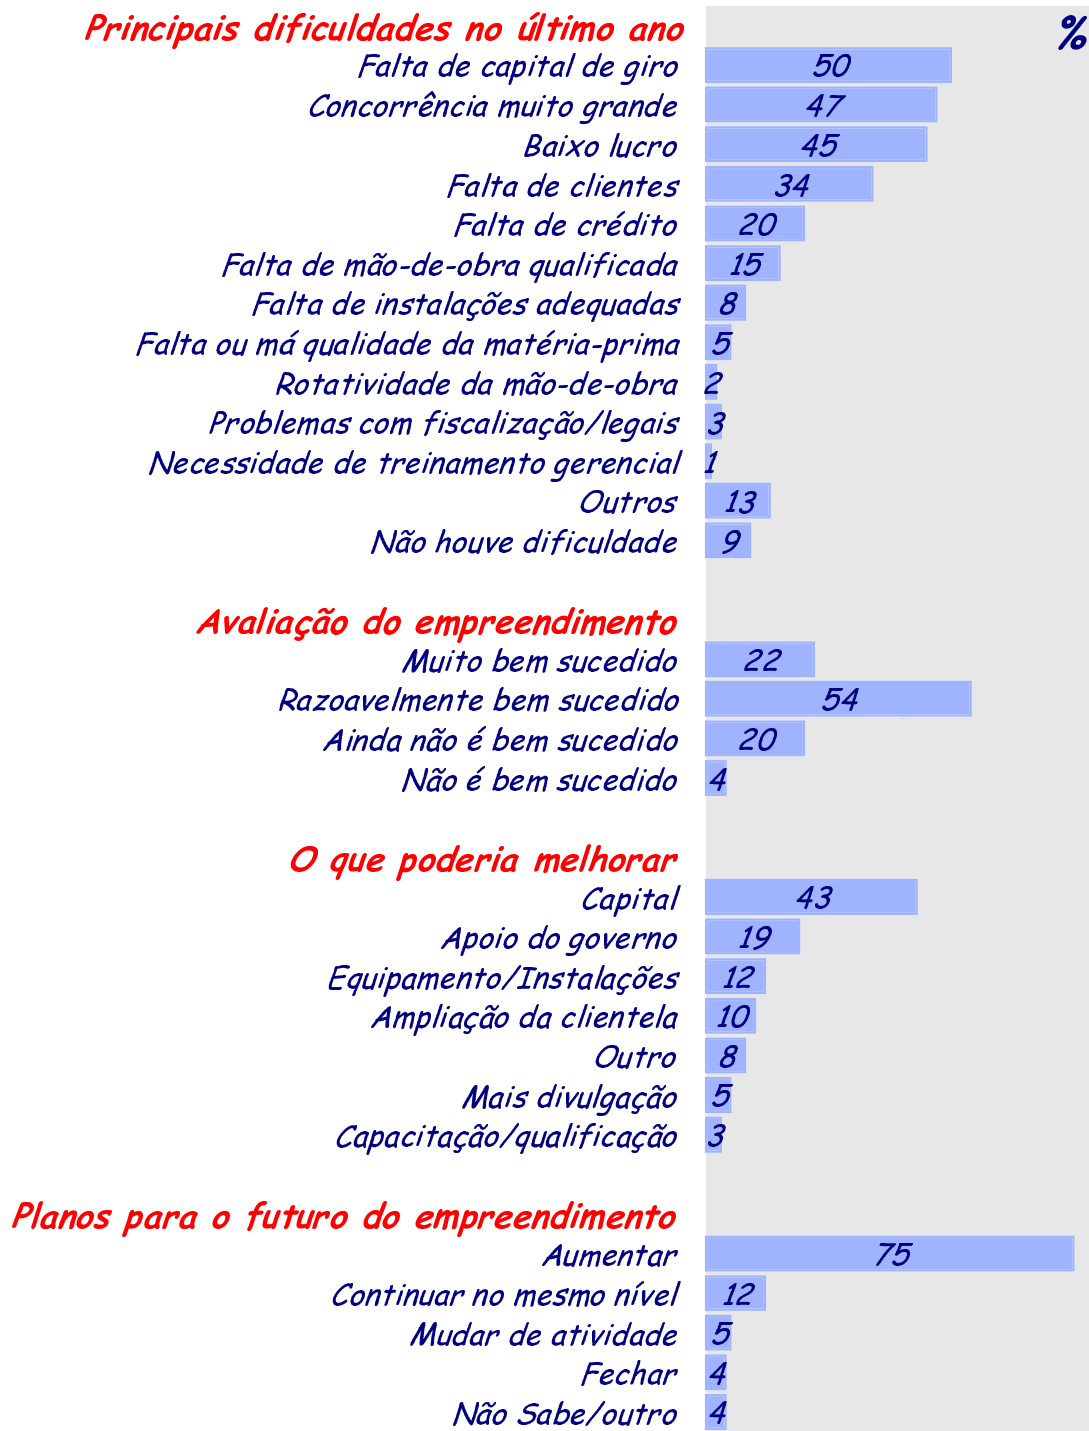 Principais dificuldades no último ano %
Falta de capital de giro 50
Concorrência muito grande 47
Baixo lucro 45
Falta de clientes 34
Falta de crédito 20
Falta de mão-de-obra qualificada 15
Falta de instalações adequadas 8
Falta ou má qualidade da matéria-prima 5
Rotatividade da mão-de-obra 2
Problemas com fiscalização/legais 3
Necessidade de treinamento gerencial 1
Outros 13
Não houve dificuldade 9
Avaliação do empreendimento
Muito bem sucedido 22
Razoavelmente bem sucedido 54
Ainda não é bem sucedido 20
Não é bem sucedido 4
O que poderia melhorar
Capital 43
Apoio do governo 19
Equipamento/Instalações 12
Ampliação da clientela 10
Outro 8
Mais divulgação 5
Capacitação/qualificação 3
Planos para o futuro do empreendimento
Aumentar 75
Continuar no mesmo nível 12
Mudar de atividade 5
Fechar 4
Não Sabe/outro 4